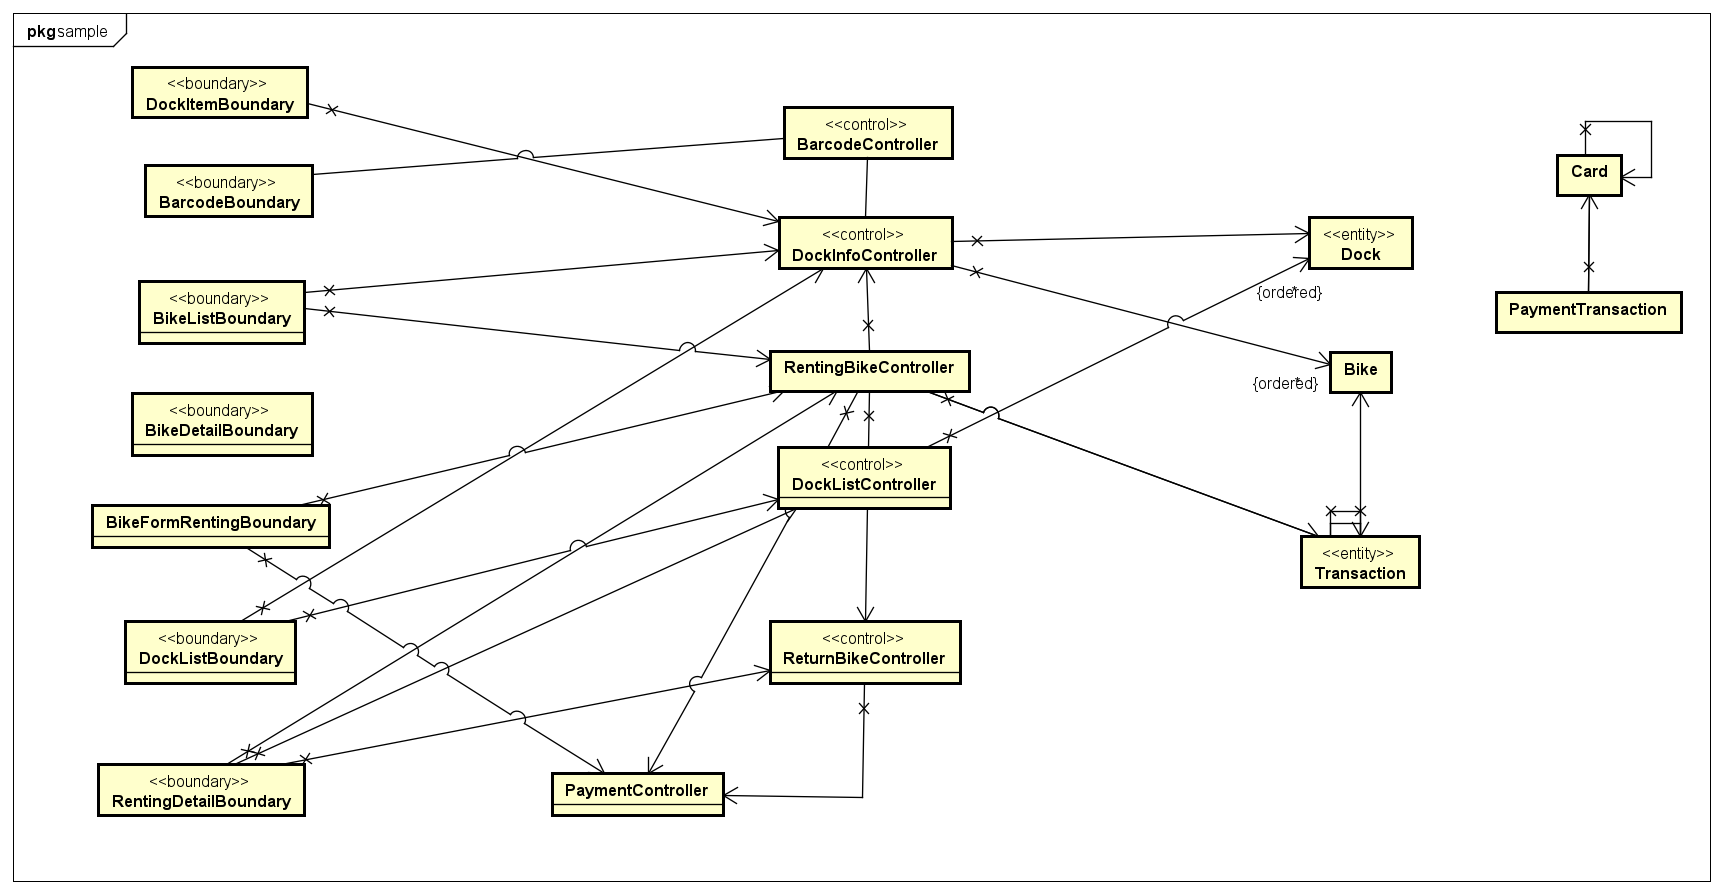 pkg sample
<<boundary>>
DockItemBoundary
<<control>>
BarcodeController
<<boundary>>
BarcodeBoundary
Card
<<control>>
DockInfoController
<<entity>>
Dock
<<boundary>>
BikeListBoundary
{ordered}
*
PaymentTransaction
RentingBikeController
Bike
{ordered}
*
<<boundary>>
BikeDetailBoundary
<<control>>
DockListController
BikeFormRentingBoundary
<<entity>>
Transaction
<<boundary>>
DockListBoundary
<<control>>
ReturnBikeController
<<boundary>>
RentingDetailBoundary
PaymentController